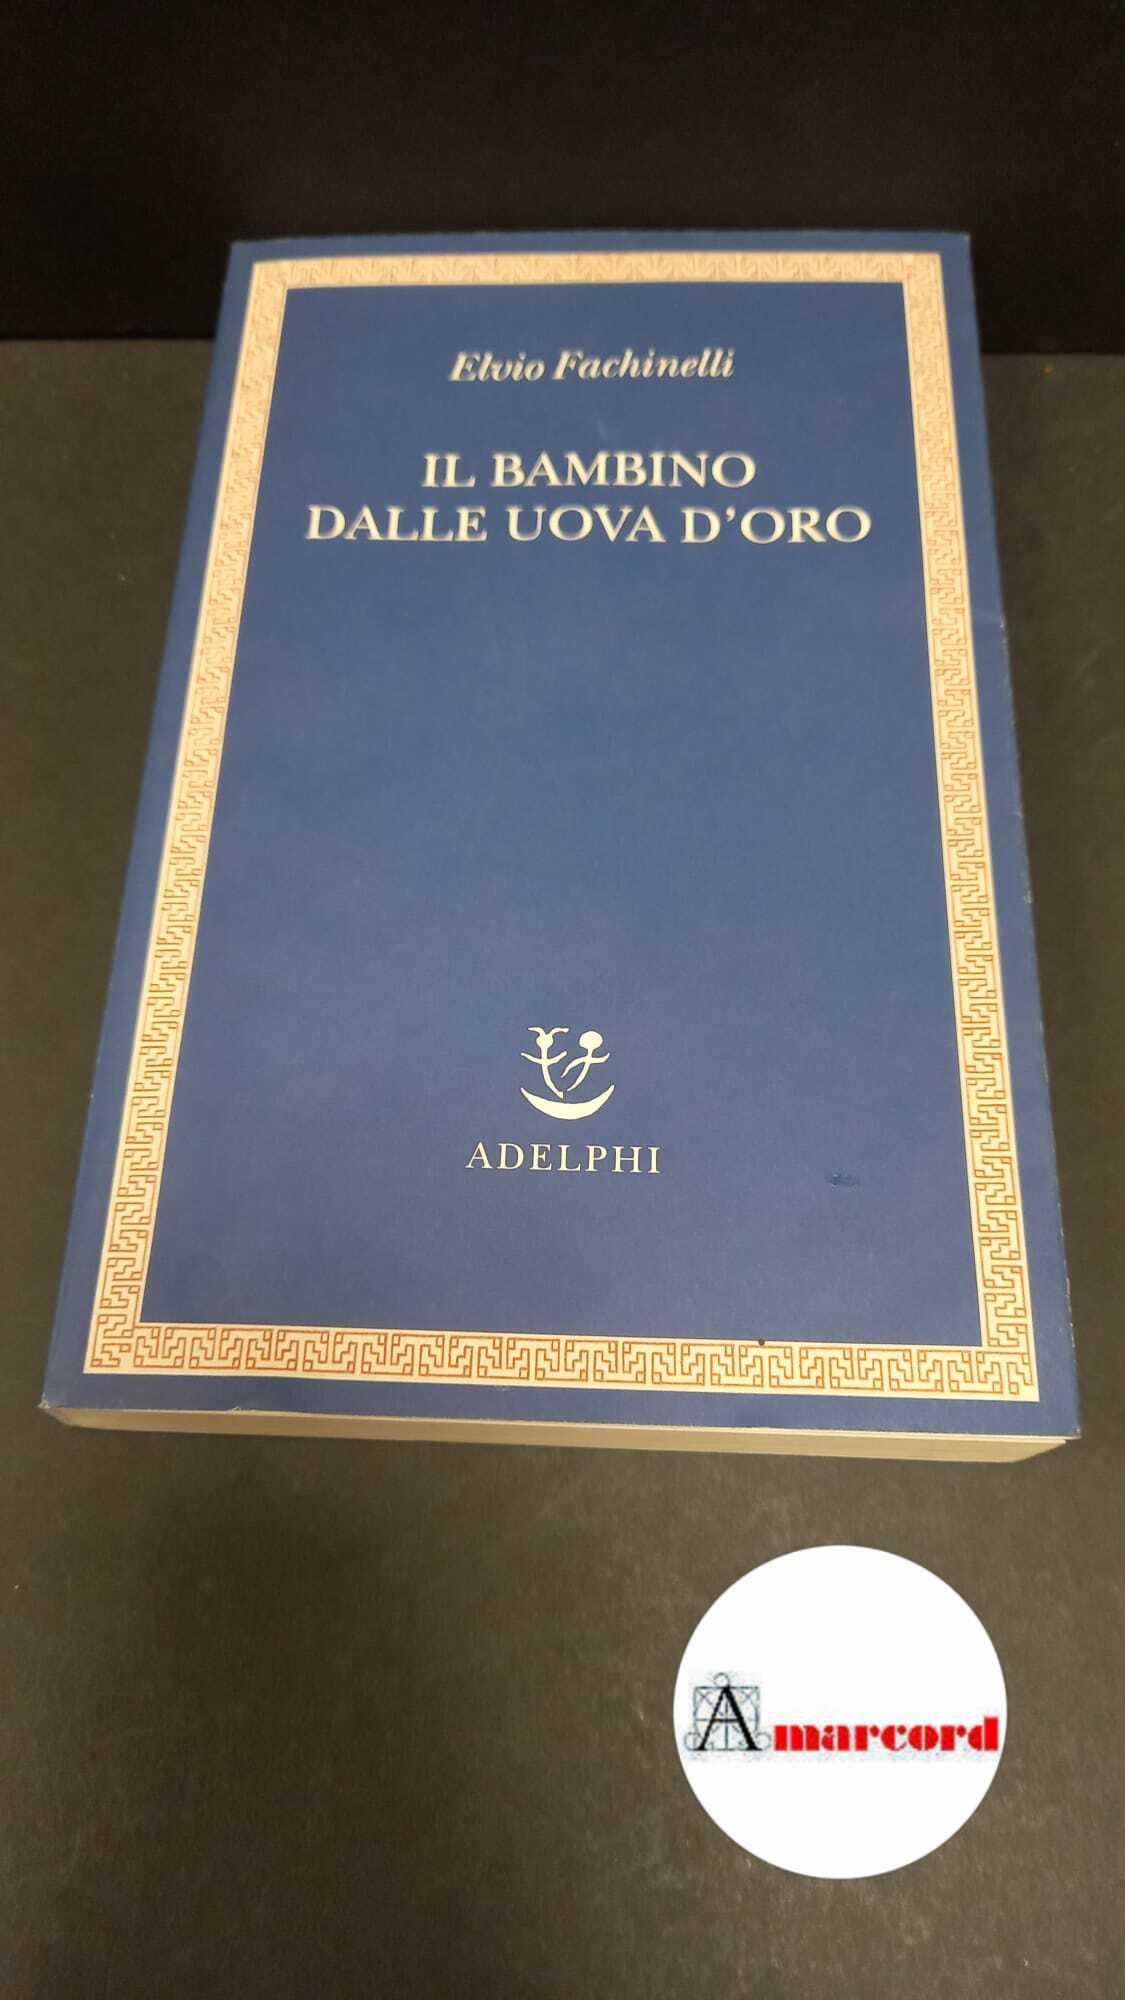 Elvio Fachinelli
IL BAMBINO
DALLE UOVA D'ORO
ADELPHI
Amarcord